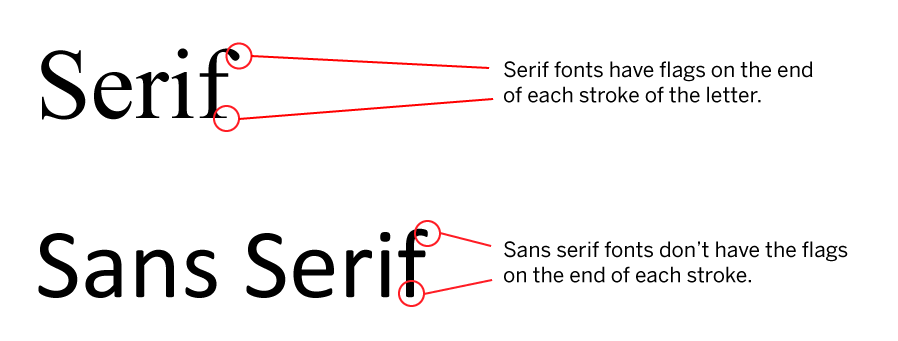 Serif
Serif fonts have flags on the end
of each stroke of the letter.
Sans Serif
Sans serif fonts don’t have the flags
on the end of each stroke.